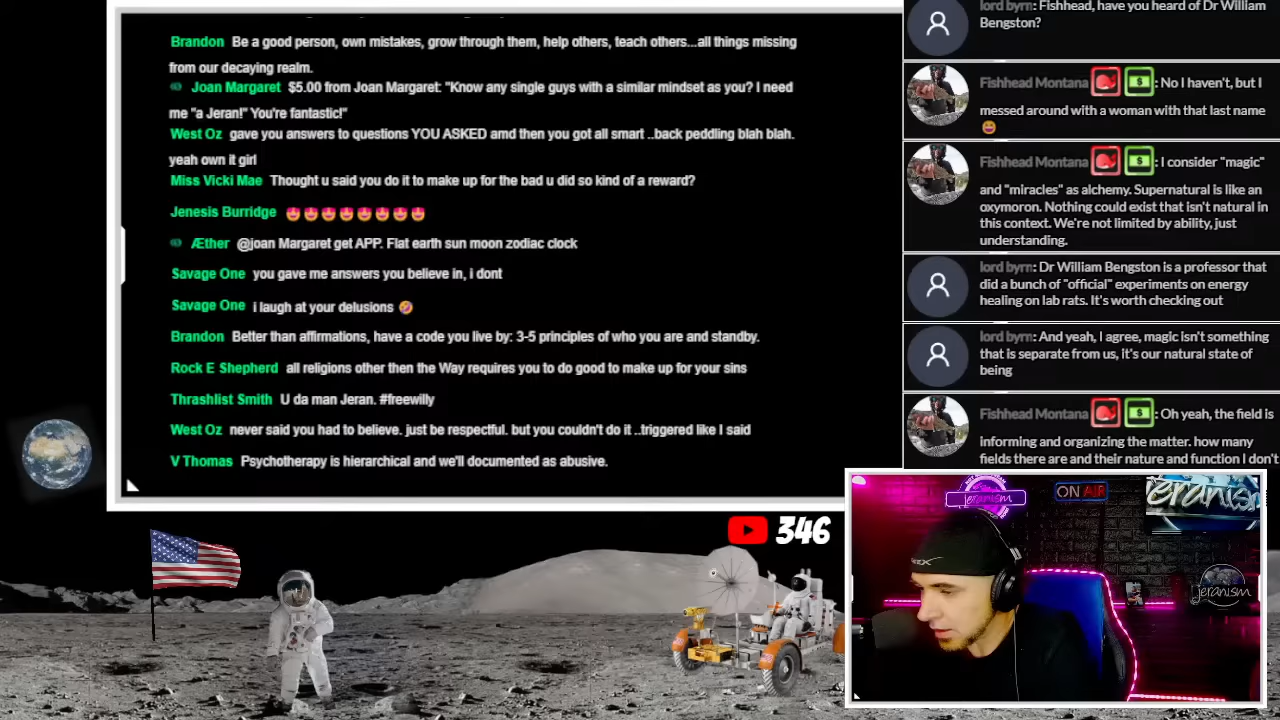 Brandon Be a good person, own mistakes, grow through them, help others, teach others...all things missing
from our decaying realm.
Joan Margaret $5.00 from Joan Margaret: "Know any single guys with a similar mindset as you? I need
me "a Jeran!" You're fantastic!"
West Oz gave you answers to questions YOU ASKED amd then you got all smart ..back peddling blah blah.
yeah own it girl
Miss Vicki Mae Thought u said you do it to make up for the bad u did so kind of a reward?
Jenesis Burridge 😍😍😍😍😍😍😍😍
Æther @joan Margaret get APP. Flat earth sun moon zodiac clock
Savage One you gave me answers you believe in, i dont
Savage One i laugh at your delusions 🤣
Brandon Better than affirmations, have a code you live by: 3-5 principles of who you are and standby.
Rock E Shepherd all religions other then the Way requires you to do good to make up for your sins
Thrashlist Smith U da man Jeran. #freewilly
West Oz never said you had to believe. just be respectful. but you couldn't do it ..triggered like I said
V Thomas Psychotherapy is hierarchical and we'll documented as abusive.
lord byrn: Fishhead, have you heard of Dr William
Bengston?
Fishhead Montana : No I haven't, but I
messed around with a woman with that last name
😄
Fishhead Montana : I consider "magic"
and "miracles" as alchemy. Supernatural is like an
oxymoron. Nothing could exist that isn't natural in
this context. We're not limited by ability, just
understanding.
lord byrn: Dr William Bengston is a professor that
did a bunch of "official" experiments on energy
healing on lab rats. It's worth checking out
lord byrn: And yeah, I agree, magic isn't something
that is separate from us, it's our natural state of
being
Fishhead Montana : Oh yeah, the field is
informing and organizing the matter. how many
fields there are and their nature and function I don't
346
jeranism
ON AIR
jeranism
jeranism